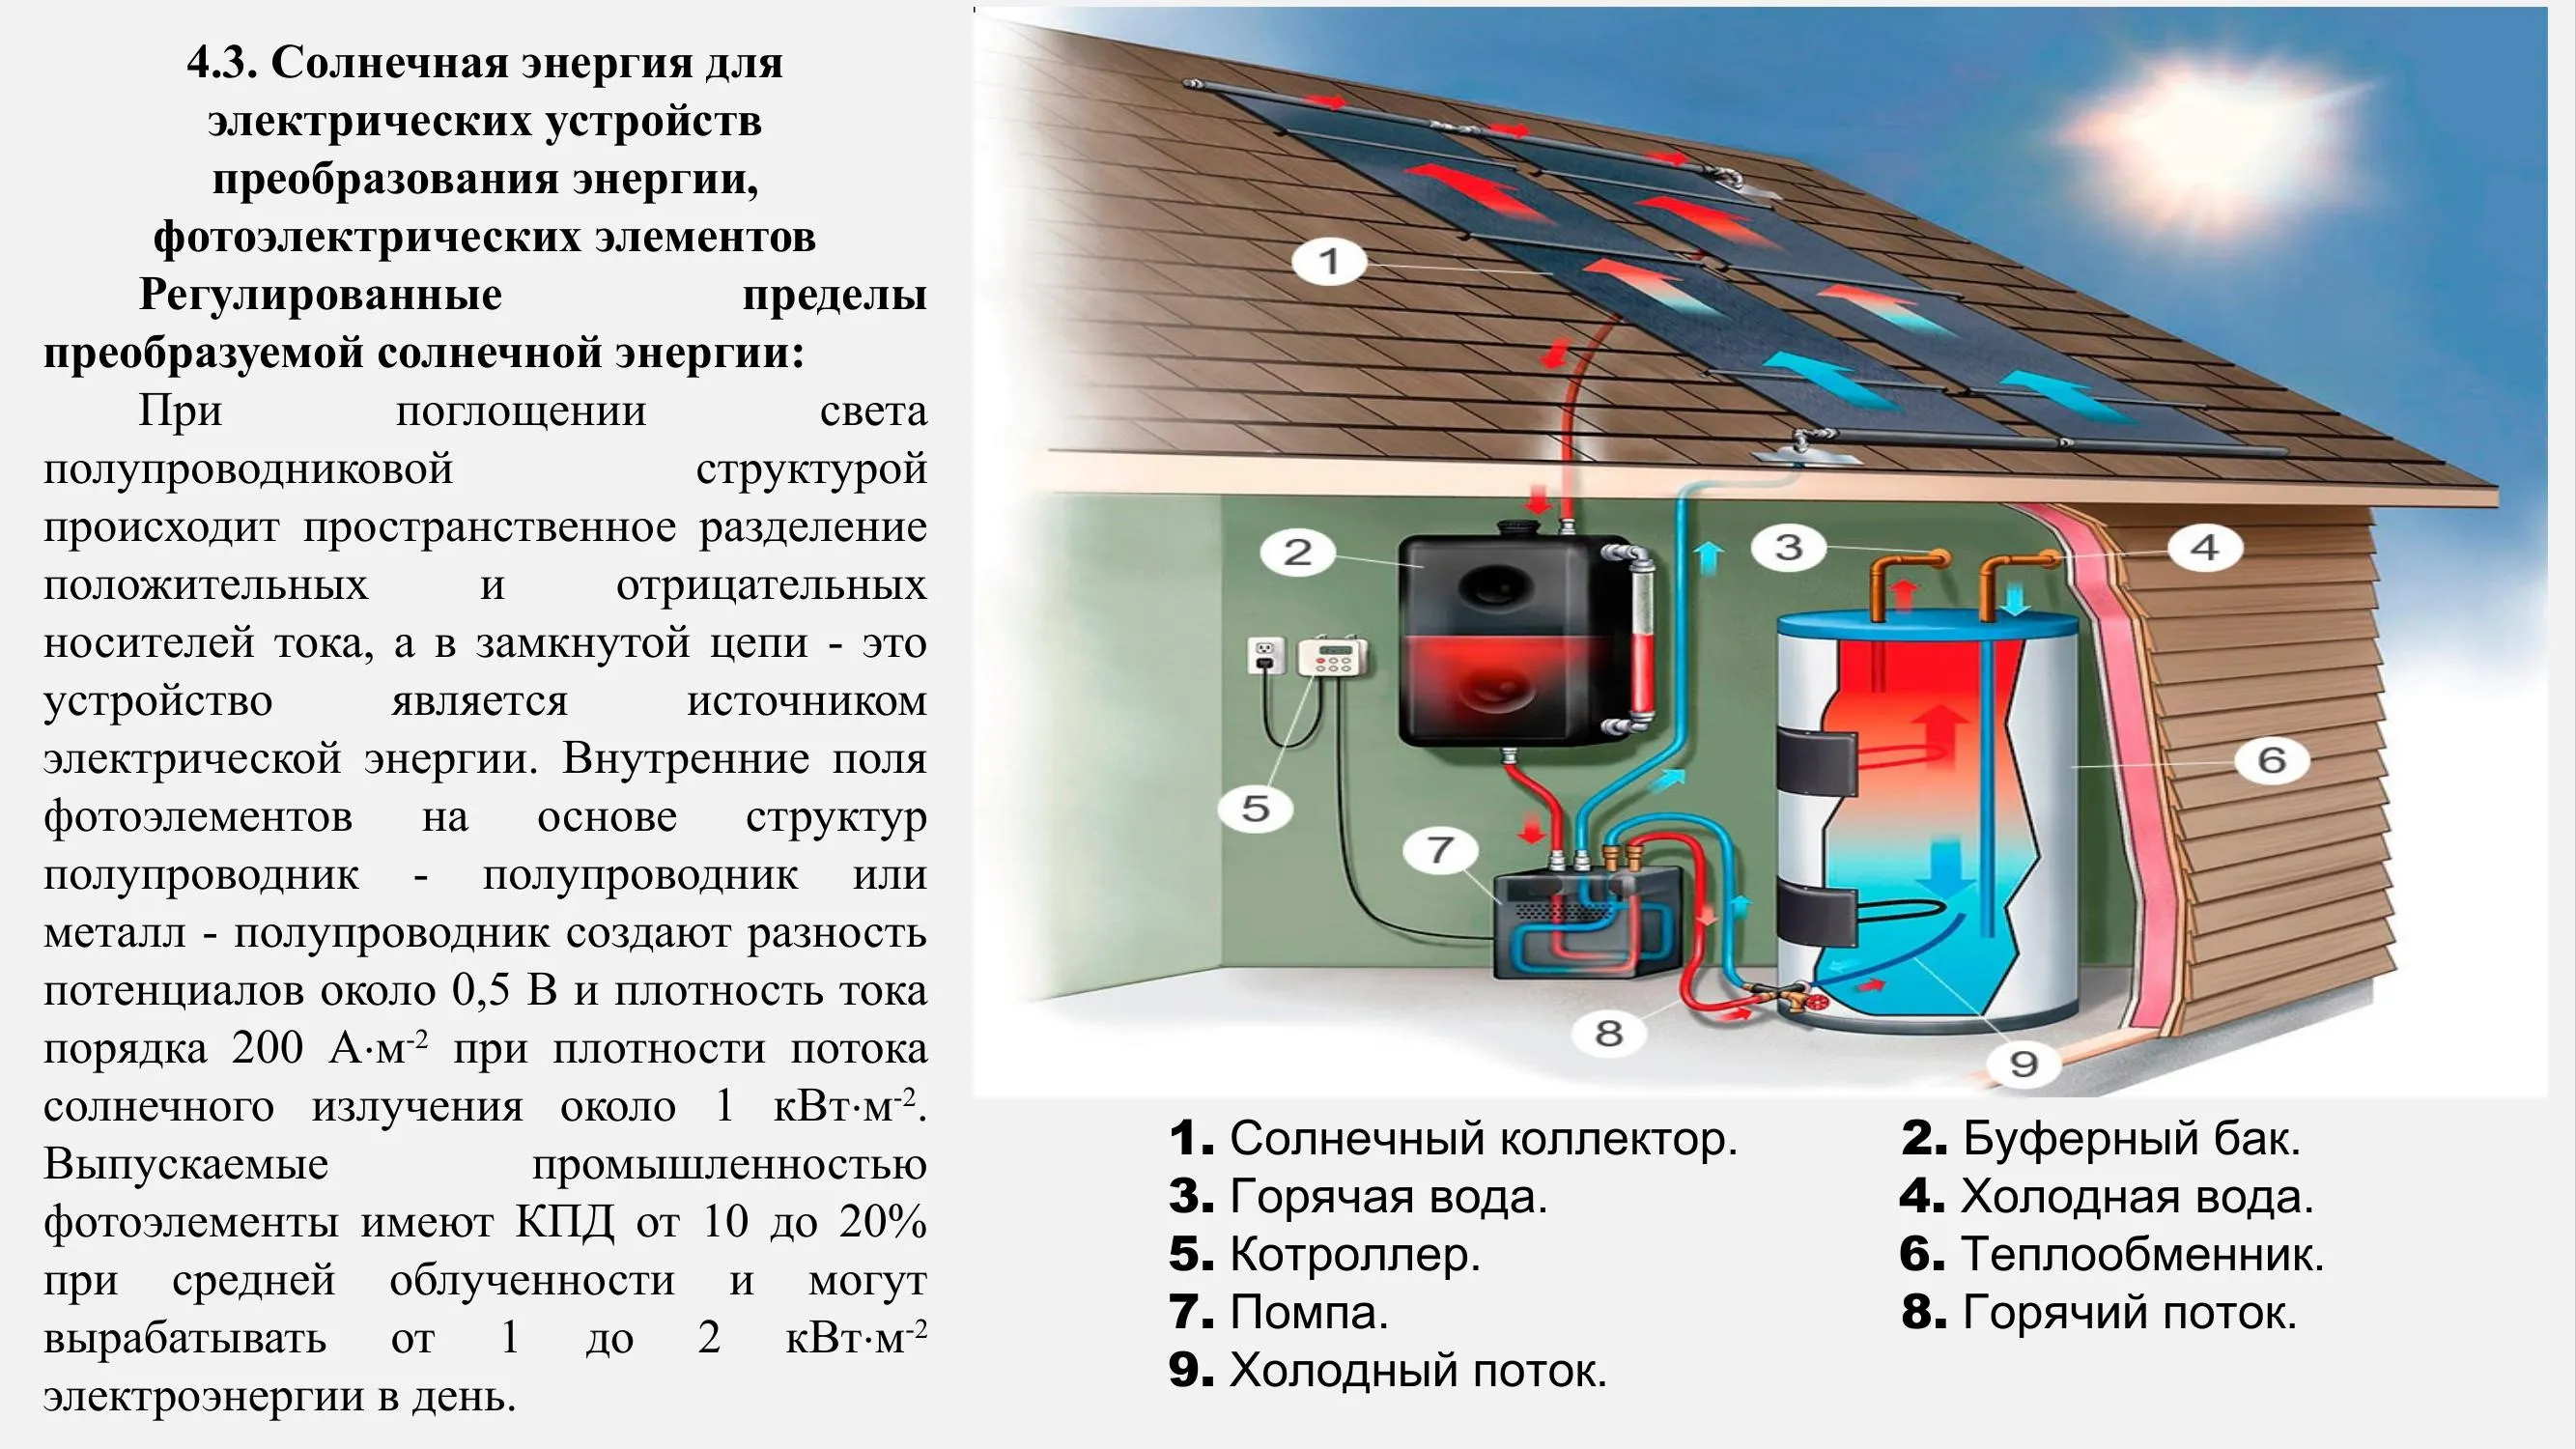 4.3. Солнечная энергия для
электрических устройств
преобразования энергии,
фотоэлектрических элементов
Регулированные пределы
преобразуемой солнечной энергии:
При поглощении света
полупроводниковой структурой
происходит пространственное разделение
положительных и отрицательных
носителей тока, а в замкнутой цепи - это
устройство является источником
электрической энергии. Внутренние поля
фотоэлементов на основе структур
полупроводник - полупроводник или
металл - полупроводник создают разность
потенциалов около 0,5 В и плотность тока
порядка 200 А·м⁻² при плотности потока
солнечного излучения около 1 кВт·м⁻².
Выпускаемые промышленностью
фотоэлементы имеют КПД от 10 до 20%
при средней облученности и могут
вырабатывать от 1 до 2 кВт·м⁻²
электроэнергии в день.
1
2
3
4
5
6
7
8
9
1. Солнечный коллектор. 2. Буферный бак.
3. Горячая вода. 4. Холодная вода.
5. Котроллер. 6. Теплообменник.
7. Помпа. 8. Горячий поток.
9. Холодный поток.